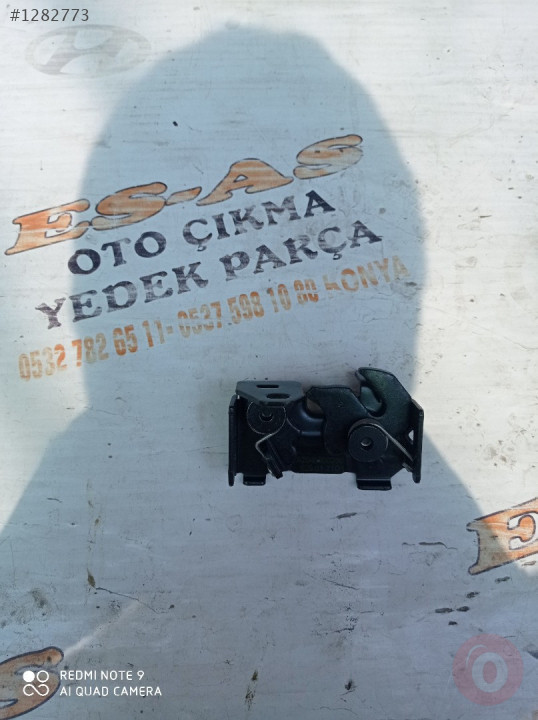 #1282773
ES-AS
OTO ÇIKMA
YEDEK PARÇA
0532 782 65 11- 0537.598 10 80 KONYA
REDMI NOTE 9
AI QUAD CAMERA